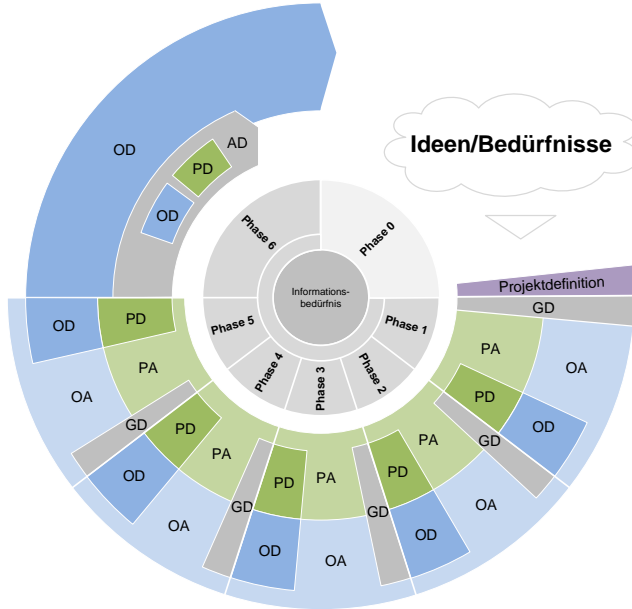 Ideen/Bedürfnisse
Projektdefinition
GD
PA
OA
PD
OD
GD
PA
OA
PD
OD
GD
PA
OA
PD
OD
GD
PA
OA
PD
OD
GD
PA
OA
PD
OD
AD
PD
OD
OD
Phase 0
Phase 1
Phase 2
Phase 3
Phase 4
Phase 5
Phase 6
Informations-
bedürfnis